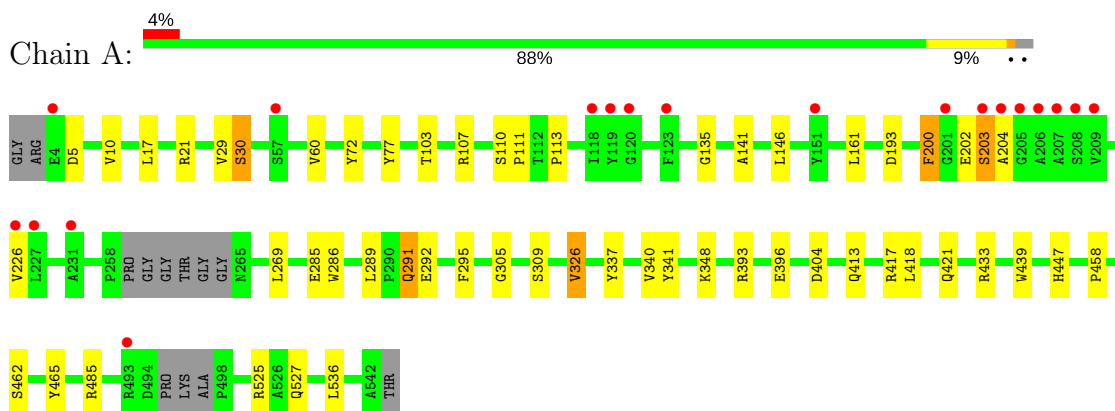 4%
Chain A:
88% 9% • •
GLY ARG E4 D5 V10 L17 R21 V29 S30 S57 V60 Y72 Y77 T103 R107 S110 P111 T112 P113 I118 Y119 G120 F123 G135 A141 L146 Y151 L161 D193 F200 G201 E202 S203 A204 G205 A206 A207 S208 V209
V226 L227 A231 P258 PRO GLY GLY THR GLY GLY N265 L269 E285 W286 L289 P290 Q291 E292 F295 G305 S309 V326 Y337 V340 Y341 K348 R393 E396 D404 Q413 R417 L418 Q421 R433 W439 H447 P458
S462 Y465 R485 R493 D494 PRO LYS ALA P498 R525 A526 Q527 L536 A542 THR